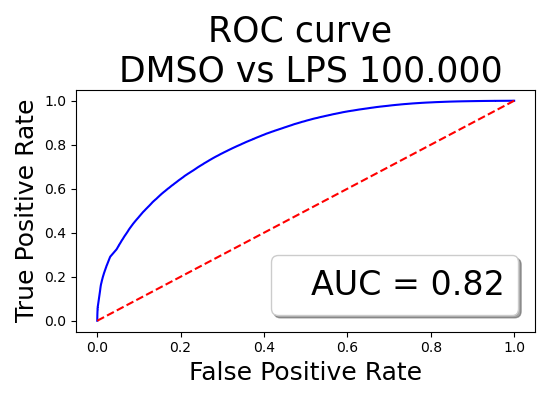 ROC curve
DMSO vs LPS 100.000
True Positive Rate
1.0
0.8
0.6
0.4
0.2
0.0
AUC = 0.82
0.0 0.2 0.4 0.6 0.8 1.0
False Positive Rate